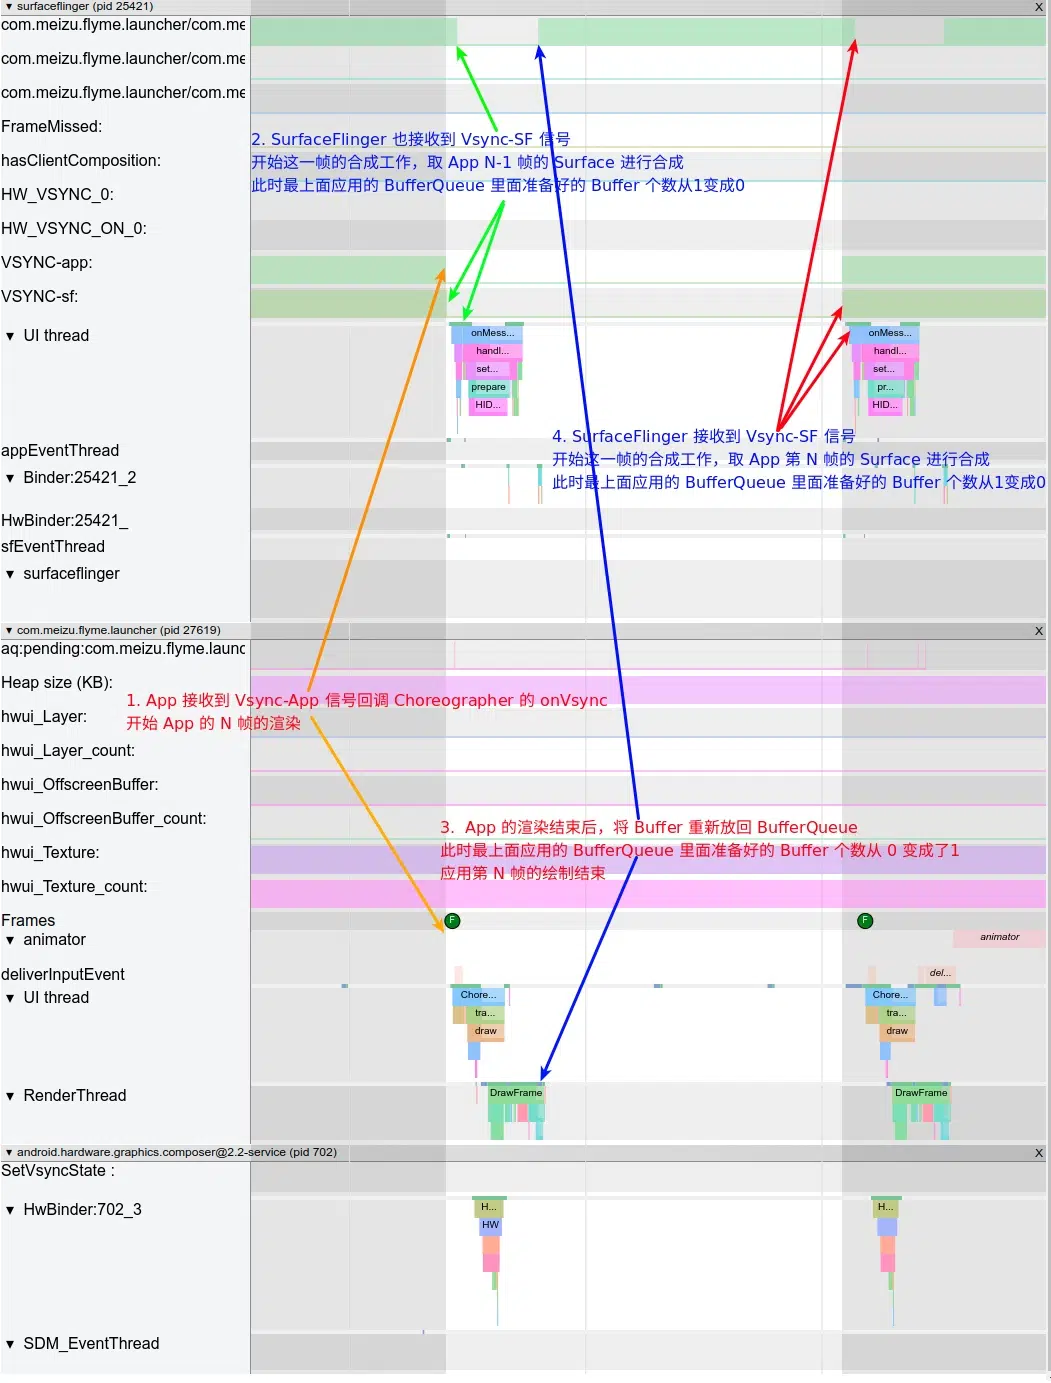 ▼ surfaceflinger (pid 25421) X
com.meizu.flyme.launcher/com.me
com.meizu.flyme.launcher/com.me
com.meizu.flyme.launcher/com.me
FrameMissed:
2. SurfaceFlinger 也接收到 Vsync-SF 信号
开始这一帧的合成工作，取 App N-1 帧的 Surface 进行合成
此时最上面应用的 BufferQueue 里面准备好的 Buffer 个数从1变成0
hasClientComposition:
HW_VSYNC_0:
HW_VSYNC_ON_0:
VSYNC-app:
VSYNC-sf:
▼ UI thread
onMess... onMess...
handl... handl...
set... set...
prepare pr...
HID... HID...
4. SurfaceFlinger 接收到 Vsync-SF 信号
开始这一帧的合成工作，取 App 第 N 帧的 Surface 进行合成
此时最上面应用的 BufferQueue 里面准备好的 Buffer 个数从1变成0
appEventThread
▼ Binder:25421_2
HwBinder:25421_
sfEventThread
▼ surfaceflinger
▼ com.meizu.flyme.launcher (pid 27619) X
aq:pending:com.meizu.flyme.launc
Heap size (KB):
1. App 接收到 Vsync-App 信号回调 Choreographer 的 onVsync
开始 App 的 N 帧的渲染
hwui_Layer:
hwui_Layer_count:
hwui_OffscreenBuffer:
hwui_OffscreenBuffer_count:
3. App 的渲染结束后，将 Buffer 重新放回 BufferQueue
此时最上面应用的 BufferQueue 里面准备好的 Buffer 个数从 0 变成了1
应用第 N 帧的绘制结束
hwui_Texture:
hwui_Texture_count:
Frames F F
▼ animator animator
deliverInputEvent del...
▼ UI thread
Chore... Chore...
tra... tra...
draw draw
▼ RenderThread DrawFrame DrawFrame
▼ android.hardware.graphics.composer@2.2-service (pid 702) X
SetVsyncState :
▼ HwBinder:702_3 H... H...
HW
▼ SDM_EventThread